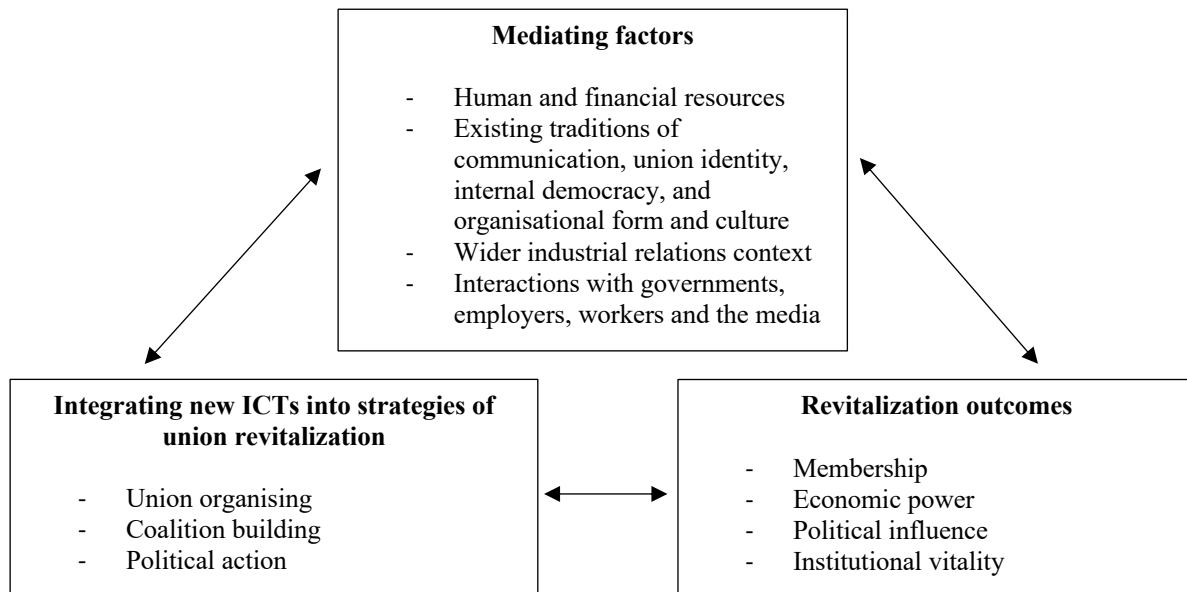 Mediating factors
- Human and financial resources
- Existing traditions of
communication, union identity,
internal democracy, and
organisational form and culture
- Wider industrial relations context
- Interactions with governments,
employers, workers and the media
Integrating new ICTs into strategies of
union revitalization
- Union organising
- Coalition building
- Political action
Revitalization outcomes
- Membership
- Economic power
- Political influence
- Institutional vitality